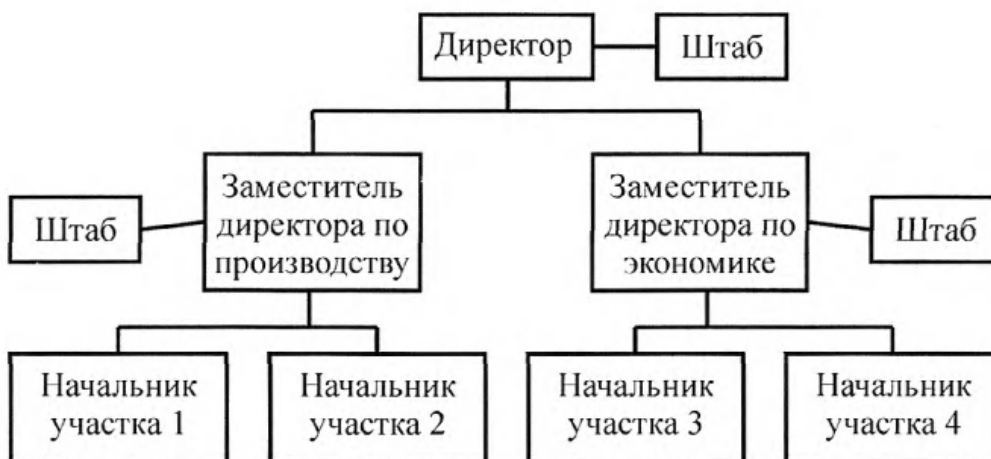 Директор
Штаб
Заместитель
директора по
производству
Заместитель
директора по
экономике
Штаб
Штаб
Начальник
участка 1
Начальник
участка 2
Начальник
участка 3
Начальник
участка 4